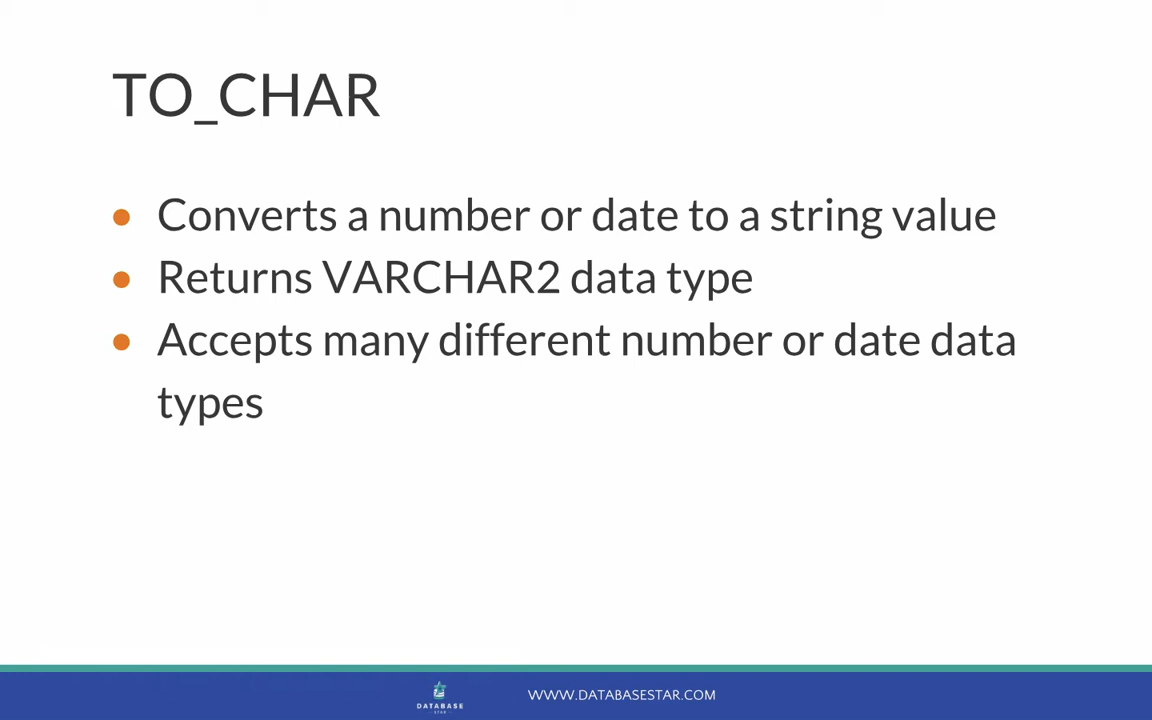 TO_CHAR
• Converts a number or date to a string value
• Returns VARCHAR2 data type
• Accepts many different number or date data
types
DATABASE
STAR
WWW.DATABASESTAR.COM